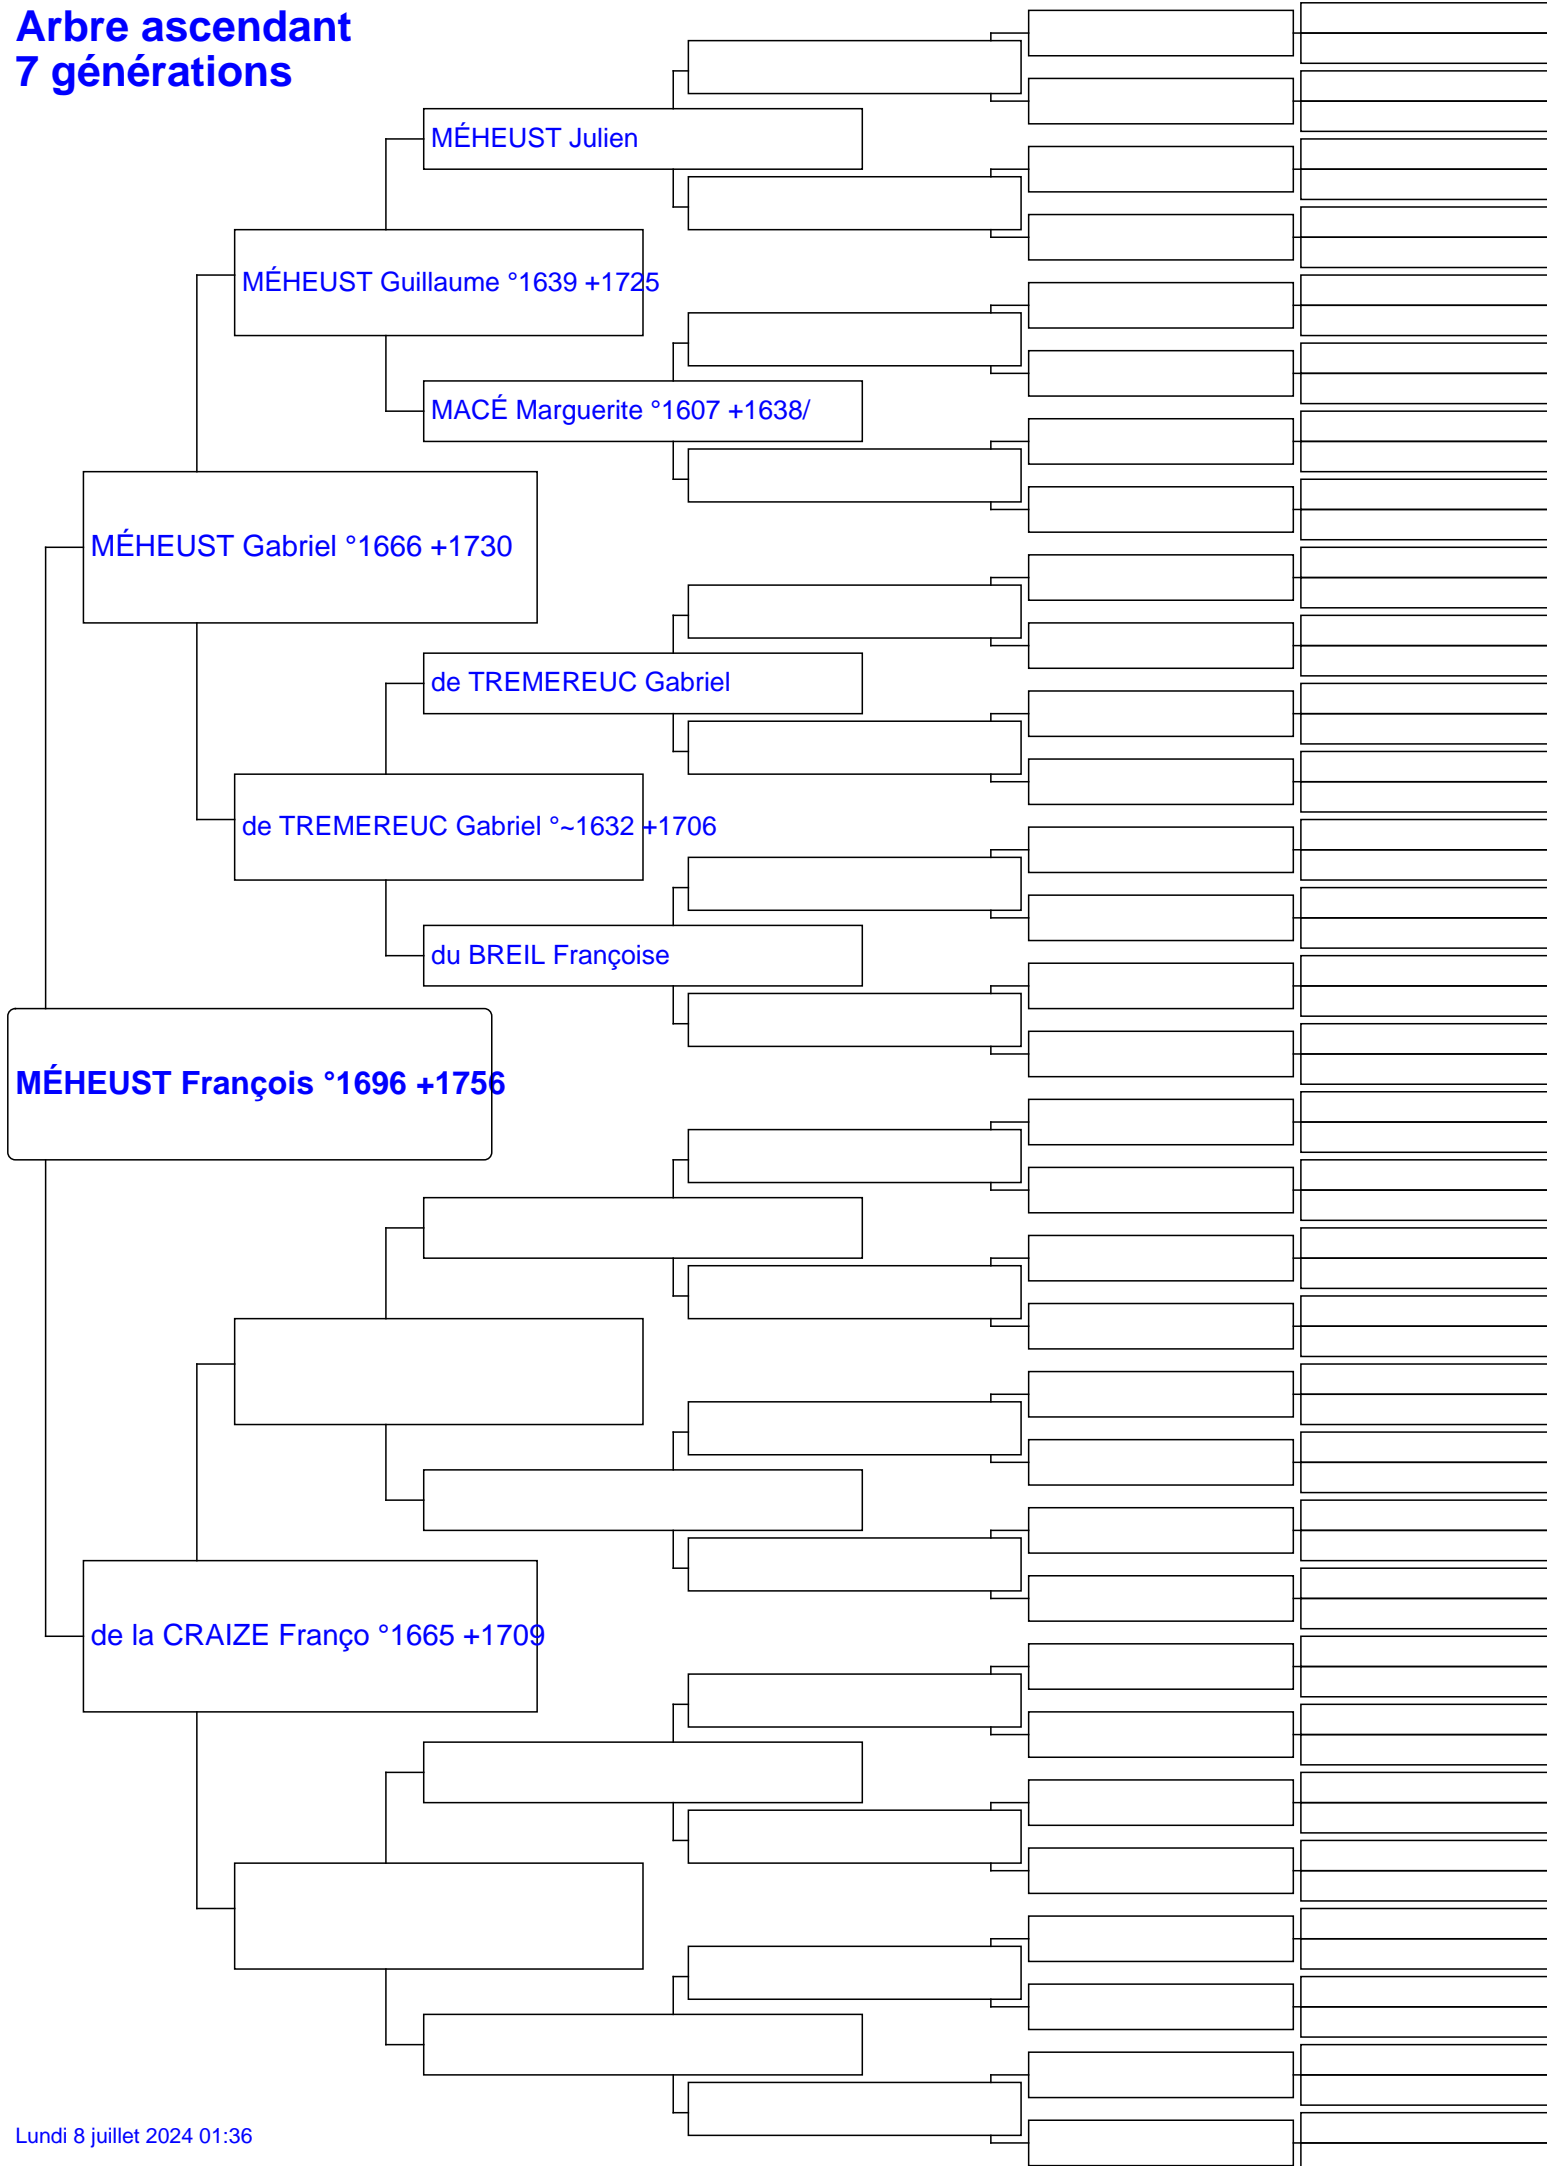 Arbre ascendant
7 générations
MÉHEUST Julien
MÉHEUST Guillaume °1639 +1725
MACÉ Marguerite °1607 +1638/
MÉHEUST Gabriel °1666 +1730
de TREMEREUC Gabriel
de TREMEREUC Gabriel °~1632 +1706
du BREIL Françoise
MÉHEUST François °1696 +1756
de la CRAIZE Franço °1665 +1709
Lundi 8 juillet 2024 01:36